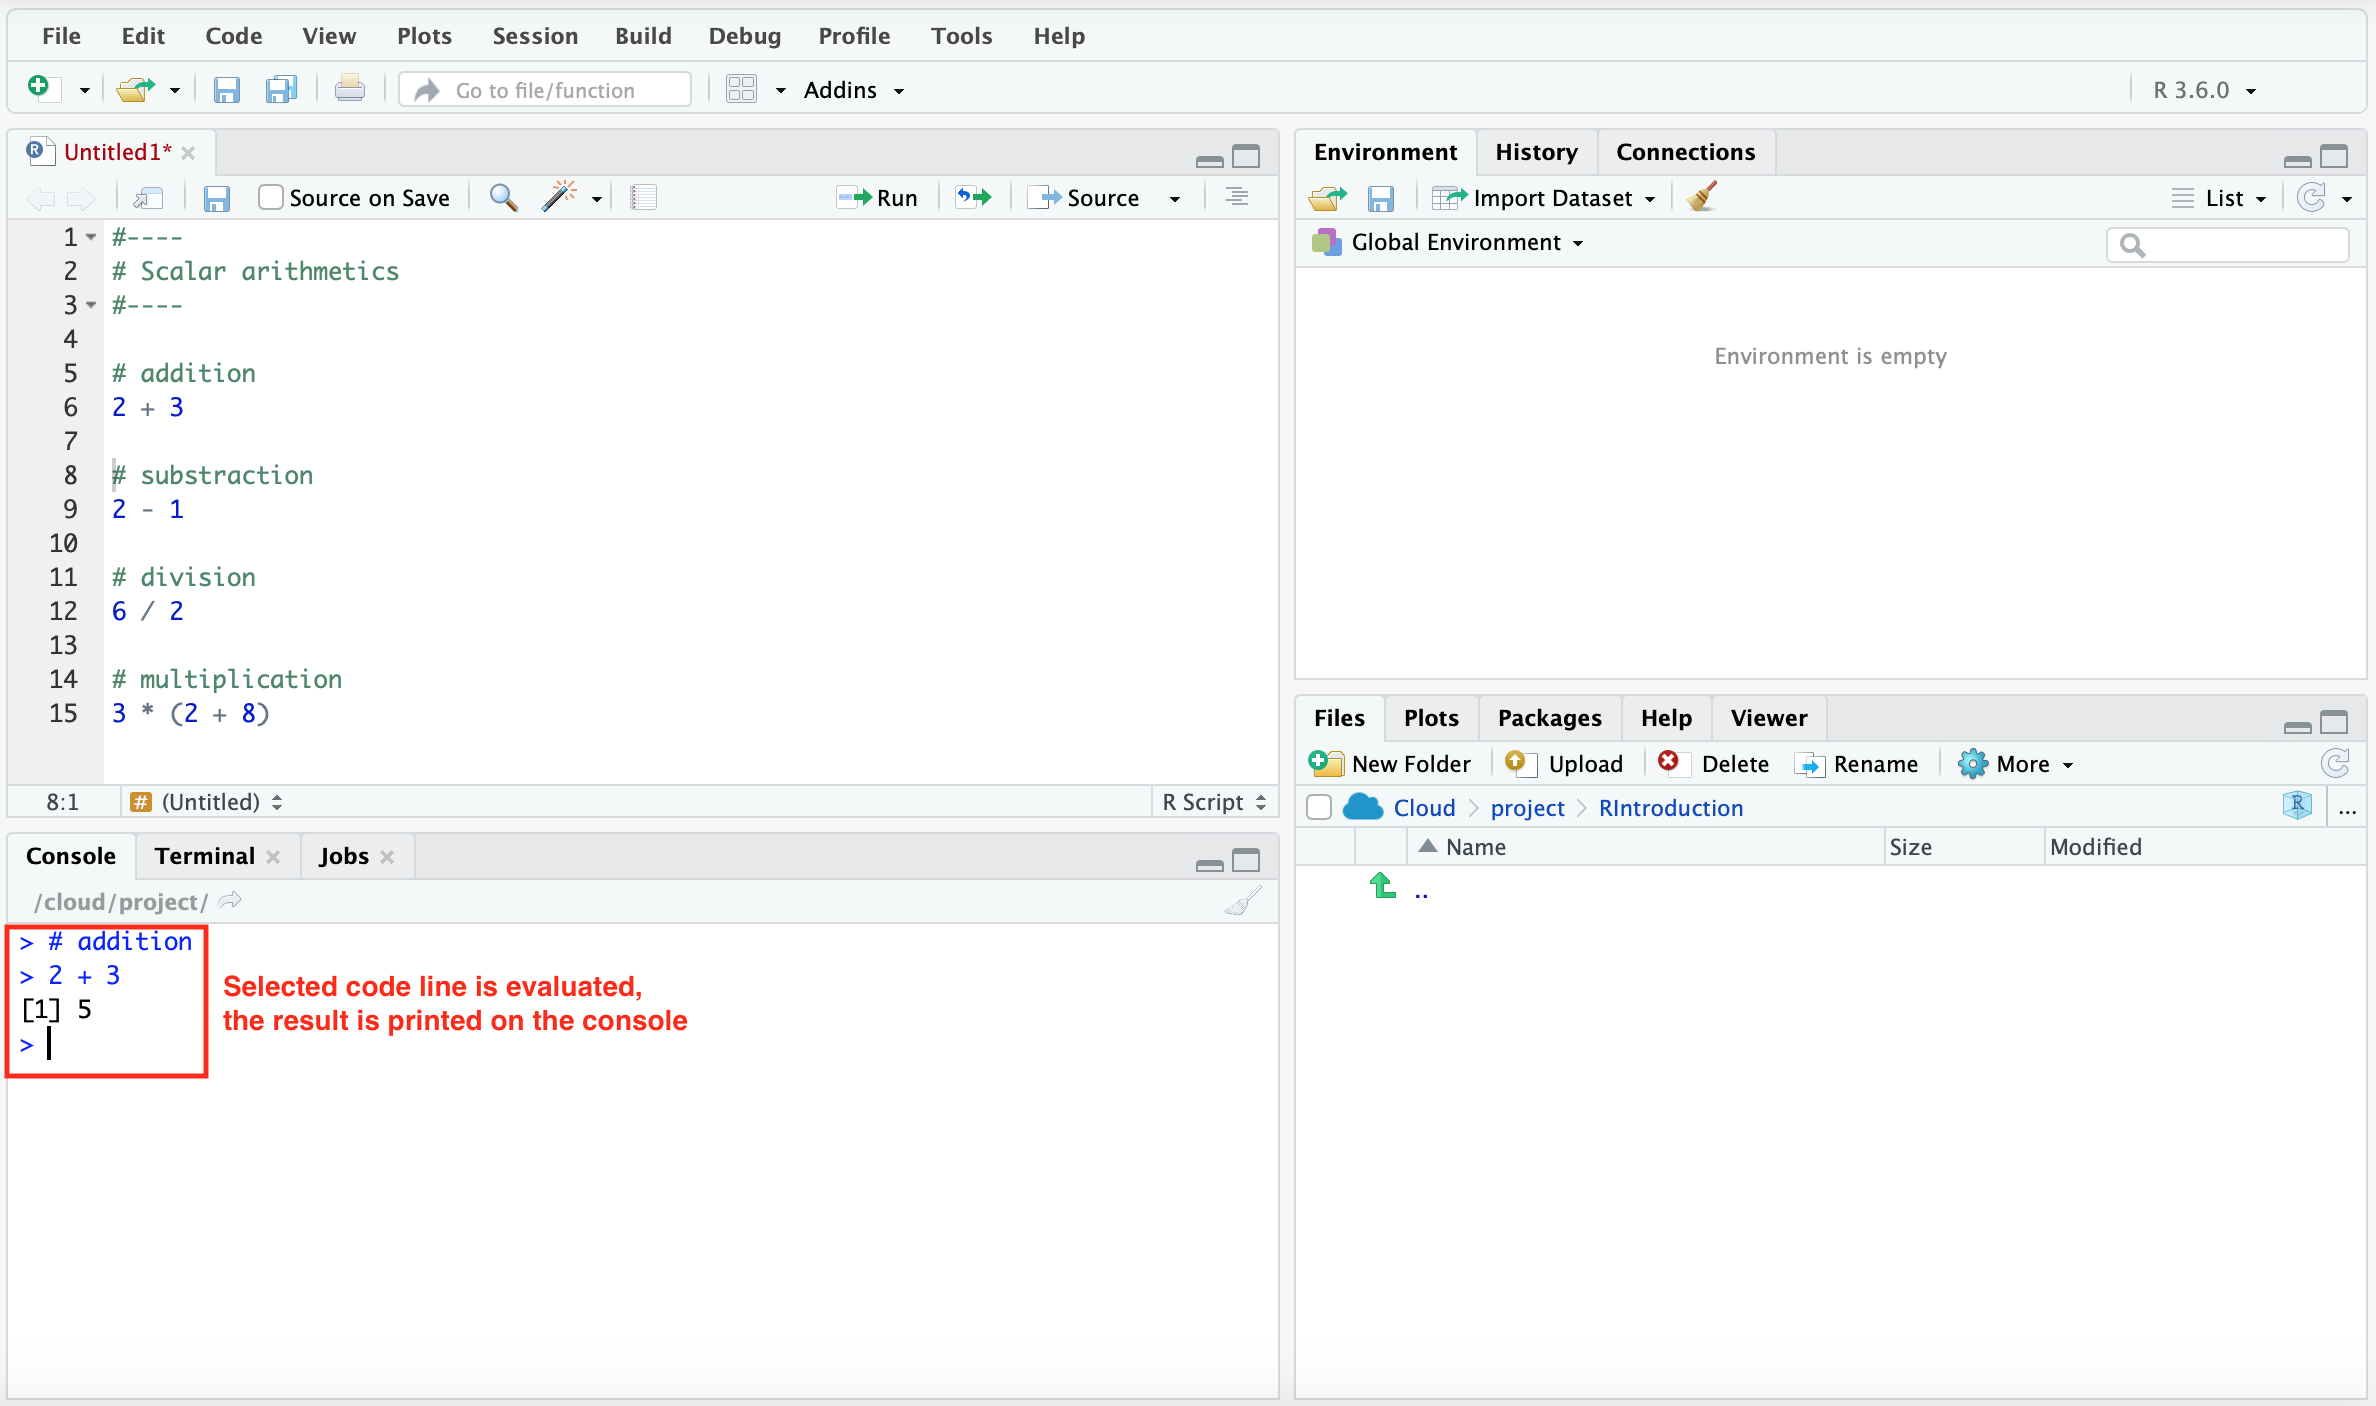 File Edit Code View Plots Session Build Debug Profile Tools Help
Go to file/function Addins R 3.6.0
Untitled1*
Source on Save Run Source
1 #----
2 # Scalar arithmetics
3 #----
4
5 # addition
6 2 + 3
7
8 # substraction
9 2 - 1
10
11 # division
12 6 / 2
13
14 # multiplication
15 3 * (2 + 8)
8:1 # (Untitled) R Script
Console Terminal Jobs
/cloud/project/
> # addition
> 2 + 3
[1] 5
>
Selected code line is evaluated,
the result is printed on the console
Environment History Connections
Import Dataset List
Global Environment
Environment is empty
Files Plots Packages Help Viewer
New Folder Upload Delete Rename More
Cloud project RIntroduction R ...
Name Size Modified
..